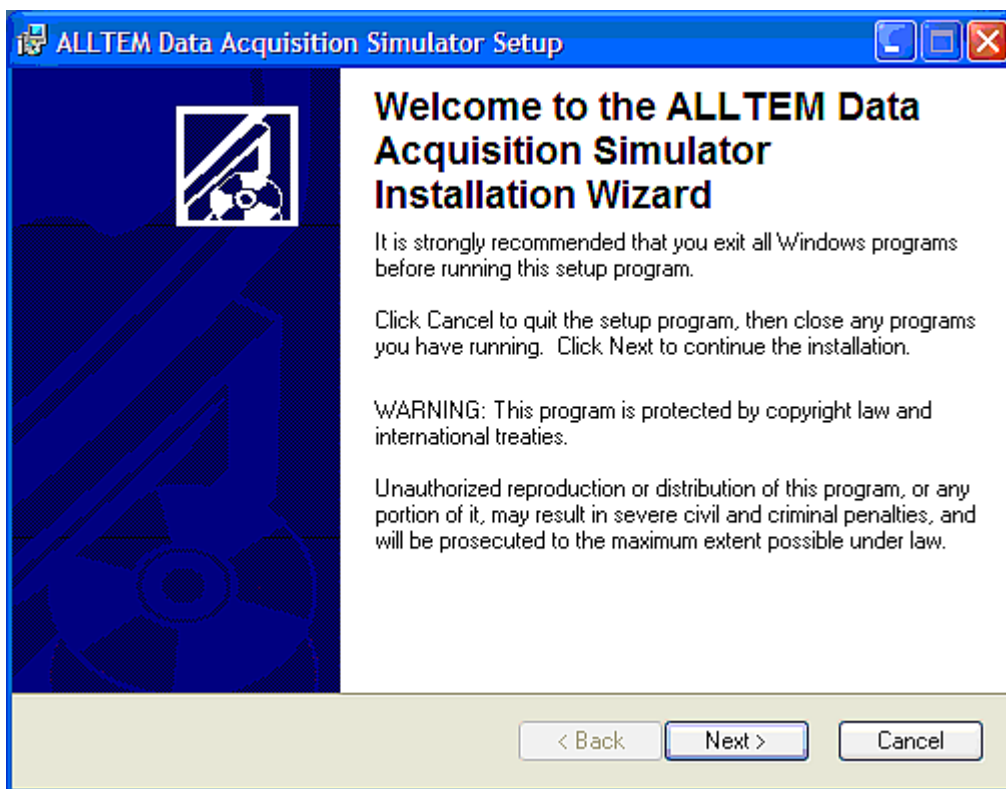 ALLTEM Data Acquisition Simulator Setup
Welcome to the ALLTEM Data
Acquisition Simulator
Installation Wizard
It is strongly recommended that you exit all Windows programs
before running this setup program.
Click Cancel to quit the setup program, then close any programs
you have running.  Click Next to continue the installation.
WARNING: This program is protected by copyright law and
international treaties.
Unauthorized reproduction or distribution of this program, or any
portion of it, may result in severe civil and criminal penalties, and
will be prosecuted to the maximum extent possible under law.
< Back
Next >
Cancel